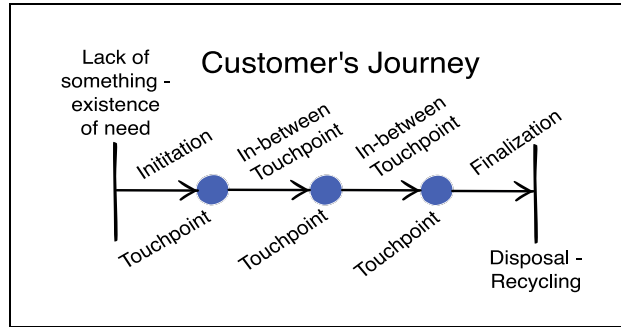 Customer's Journey
Lack of
something -
existence
of need
Inititation
In-between
Touchpoint
In-between
Touchpoint
Finalization
Touchpoint
Touchpoint
Touchpoint
Disposal -
Recycling